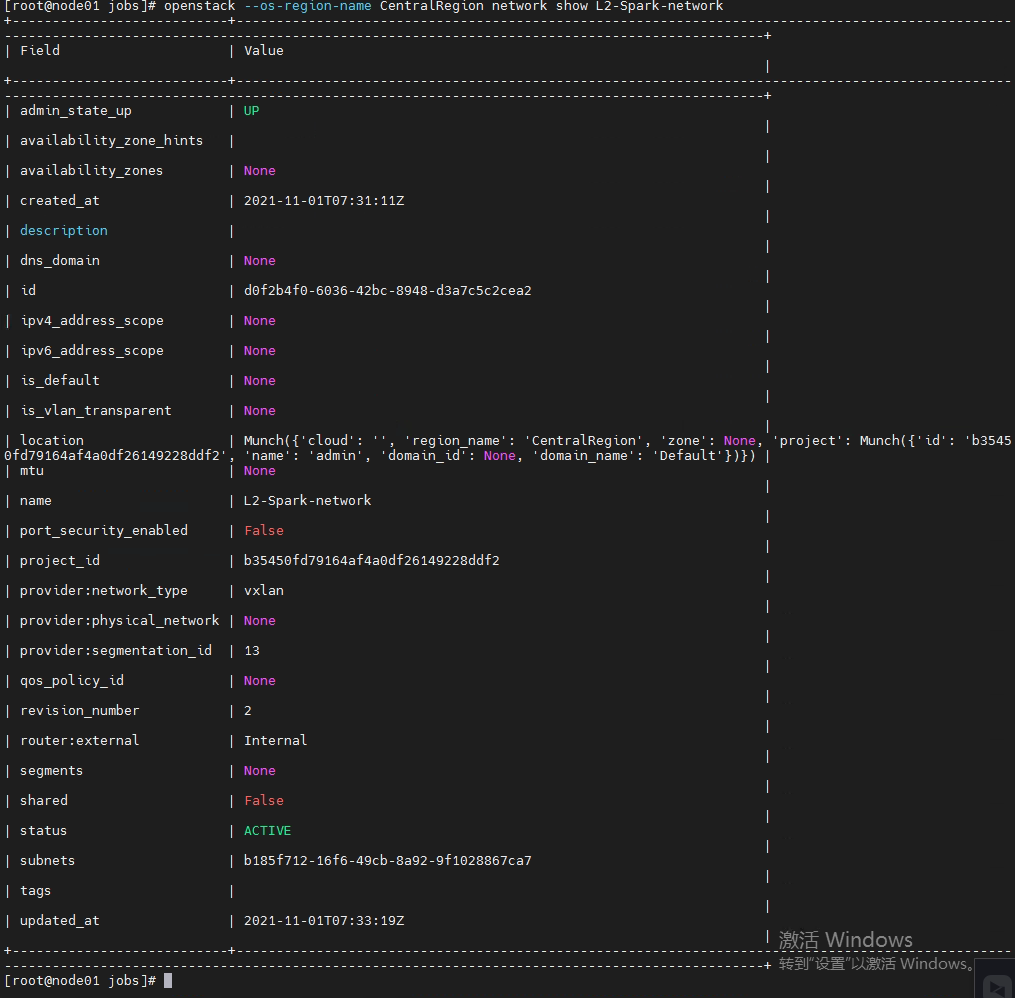 [root@node01 jobs]# openstack --os-region-name CentralRegion network show L2-Spark-network
+----------------------------+-------------------------------------------------------------------------------------------------
-----------------------------------------------------------------------------------------------+
| Field                      | Value
|
+----------------------------+-------------------------------------------------------------------------------------------------
-----------------------------------------------------------------------------------------------+
| admin_state_up             | UP
|
| availability_zone_hints    |
|
| availability_zones         | None
|
| created_at                 | 2021-11-01T07:31:11Z
|
| description                |
|
| dns_domain                 | None
|
| id                         | d0f2b4f0-6036-42bc-8948-d3a7c5c2cea2
|
| ipv4_address_scope         | None
|
| ipv6_address_scope         | None
|
| is_default                 | None
|
| is_vlan_transparent        | None
|
| location                   | Munch({'cloud': '', 'region_name': 'CentralRegion', 'zone': None, 'project': Munch({'id': 'b3545
0fd79164af4a0df26149228ddf2', 'name': 'admin', 'domain_id': None, 'domain_name': 'Default'})}) |
| mtu                        | None
|
| name                       | L2-Spark-network
|
| port_security_enabled      | False
|
| project_id                 | b35450fd79164af4a0df26149228ddf2
|
| provider:network_type      | vxlan
|
| provider:physical_network  | None
|
| provider:segmentation_id   | 13
|
| qos_policy_id              | None
|
| revision_number            | 2
|
| router:external            | Internal
|
| segments                   | None
|
| shared                     | False
|
| status                     | ACTIVE
|
| subnets                    | b185f712-16f6-49cb-8a92-9f1028867ca7
|
| tags                       |
|
| updated_at                 | 2021-11-01T07:33:19Z
|
+----------------------------+-------------------------------------------------------------------------------------------------
-----------------------------------------------------------------------------------------------+
[root@node01 jobs]#
激活 Windows
转到"设置"以激活 Windows。